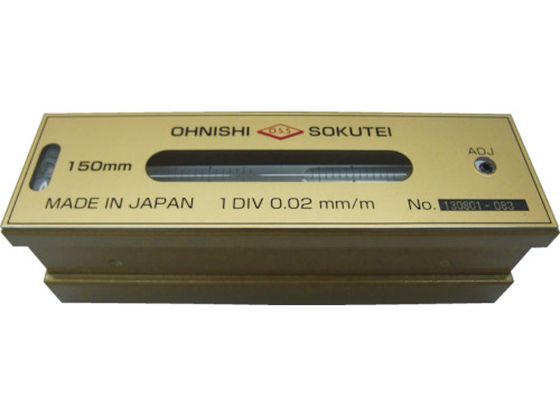 OHNISHI O.S.S SOKUTEI
150mm
ADJ
MADE IN JAPAN 1 DIV 0.02 mm/m No. 130801-083